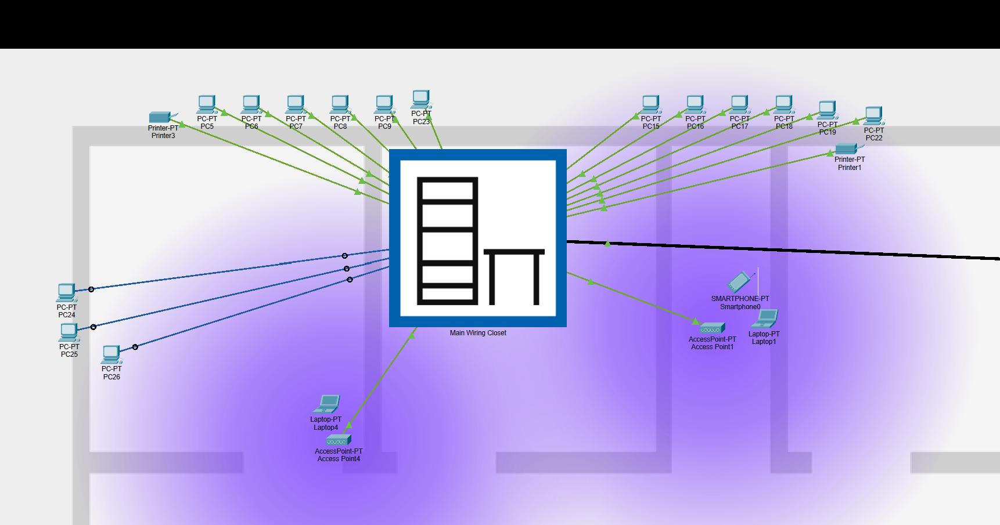 PC-PT
PC5
PC-PT
PC6
PC-PT
PC7
PC-PT
PC8
PC-PT
PC9
PC-PT
PC23
Printer-PT
Printer3
PC-PT
PC15
PC-PT
PC16
PC-PT
PC17
PC-PT
PC18
PC-PT
PC19
PC-PT
PC22
Printer-PT
Printer1
PC-PT
PC24
PC-PT
PC25
PC-PT
PC26
Main Wiring Closet
SMARTPHONE-PT
Smartphone0
AccessPoint-PT
Access Point1
Laptop-PT
Laptop1
Laptop-PT
Laptop4
AccessPoint-PT
Access Point4